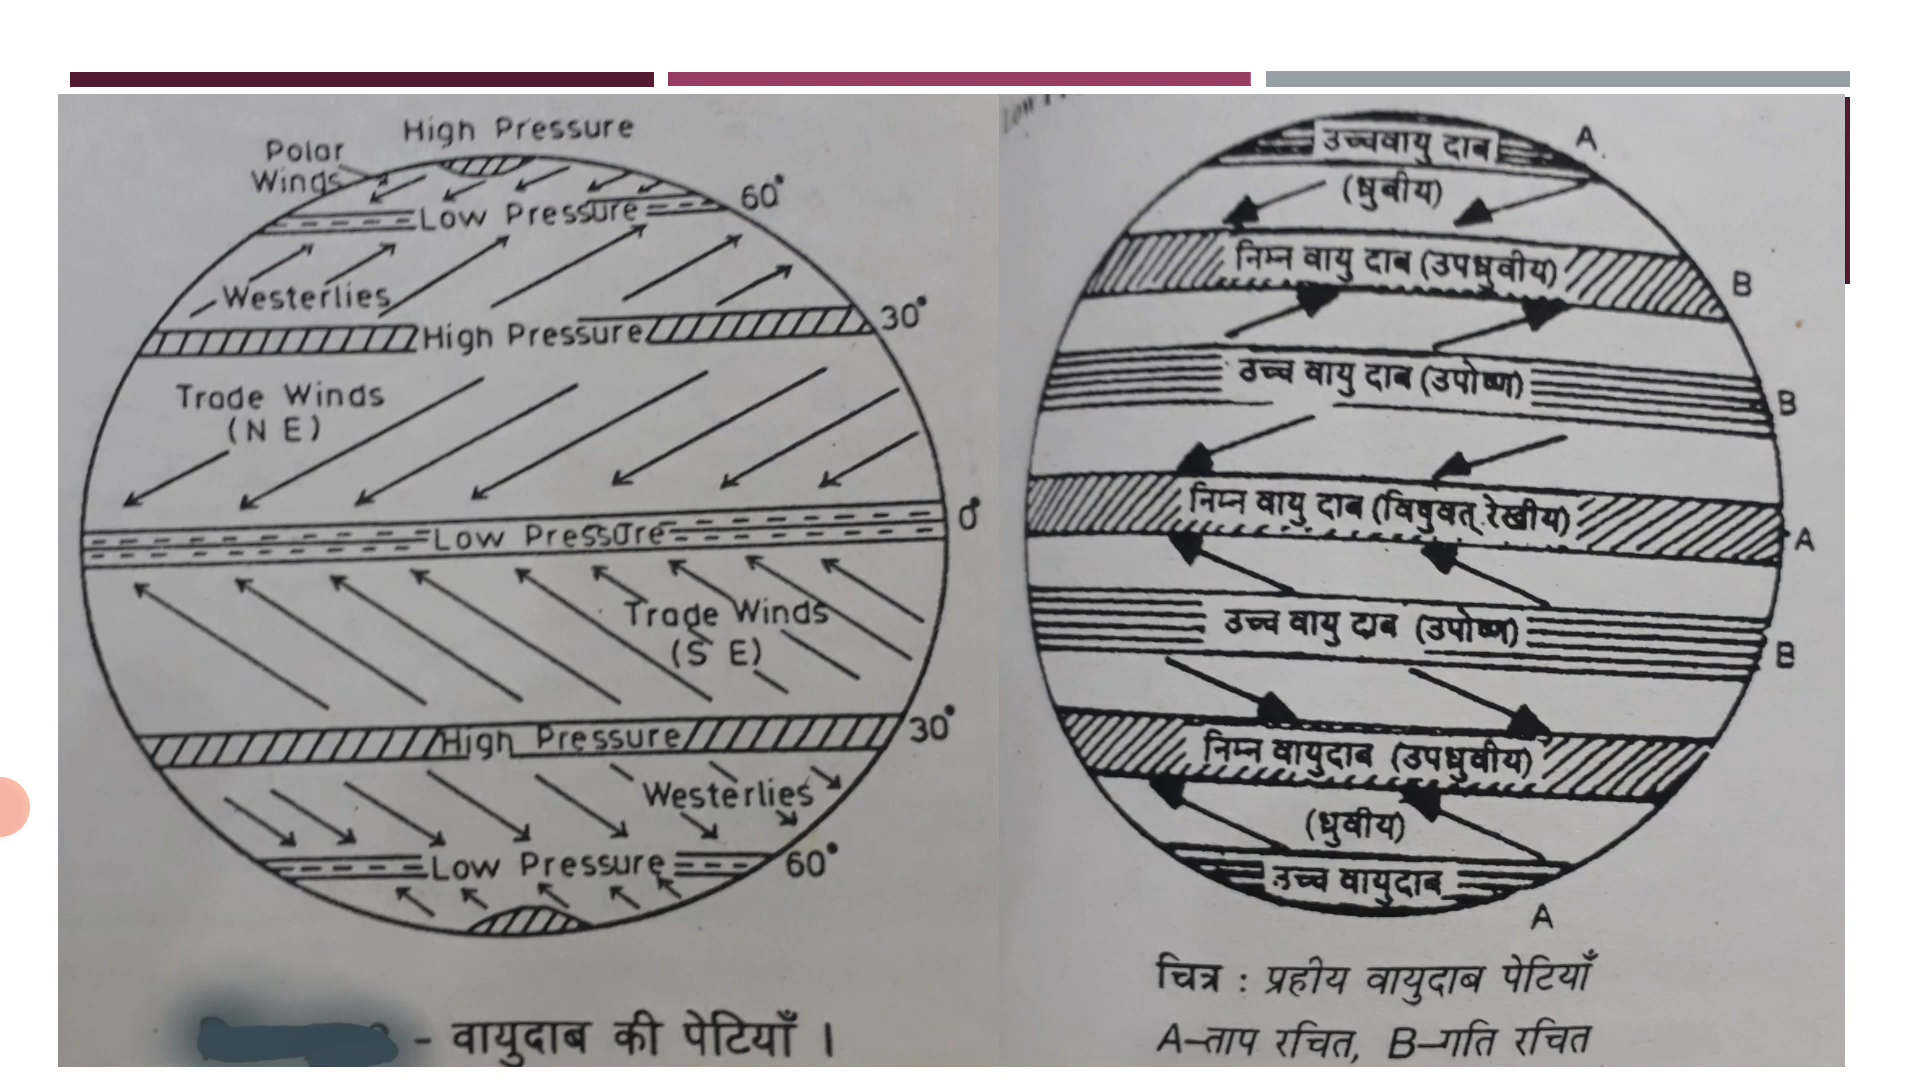 High Pressure
Polar
Winds
60°
Low Pressure
Westerlies
30°
High Pressure
Trade Winds
(N E)
0°
Low Pressure
Trade Winds
(S E)
30°
High Pressure
Westerlies
Low Pressure
60°
- वायुदाब की पेटियाँ ।
उच्चवायु दाब
A
(ध्रुवीय)
निम्न वायु दाब (उपध्रुवीय)
B
उच्च वायु दाब (उपोष्ण)
B
निम्न वायु दाब (विषुवत् रेखीय)
A
उच्च वायु दाब (उपोष्ण)
B
निम्न वायुदाब (उपध्रुवीय)
(ध्रुवीय)
उच्च वायुदाब
A
चित्र : प्रहीय वायुदाब पेटियाँ
A–ताप रचित, B–गति रचित